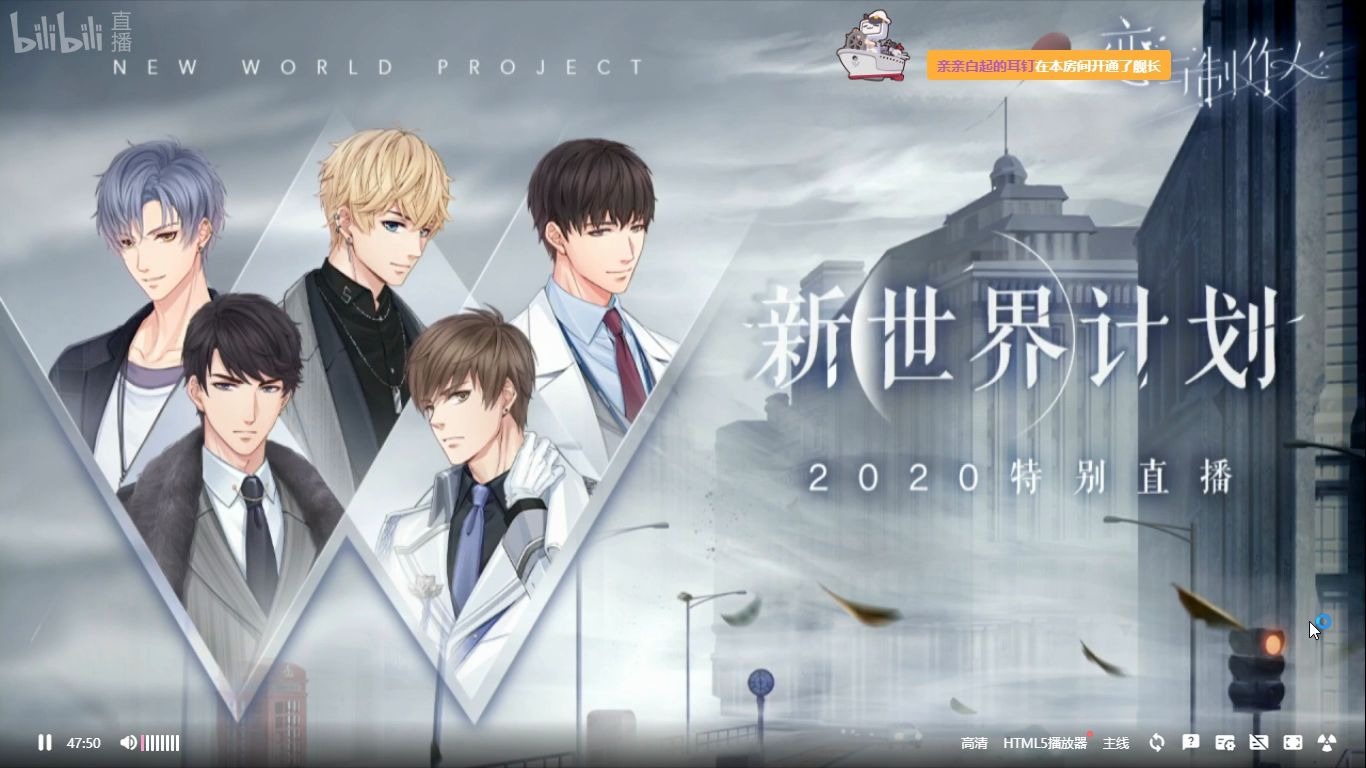 bilibili 直播
NEW WORLD PROJECT
亲亲白起的耳钉在本房间开通了舰长
恋与制作人
新世界计划
2020特别直播
47:50
高清 HTML5播放器 主线